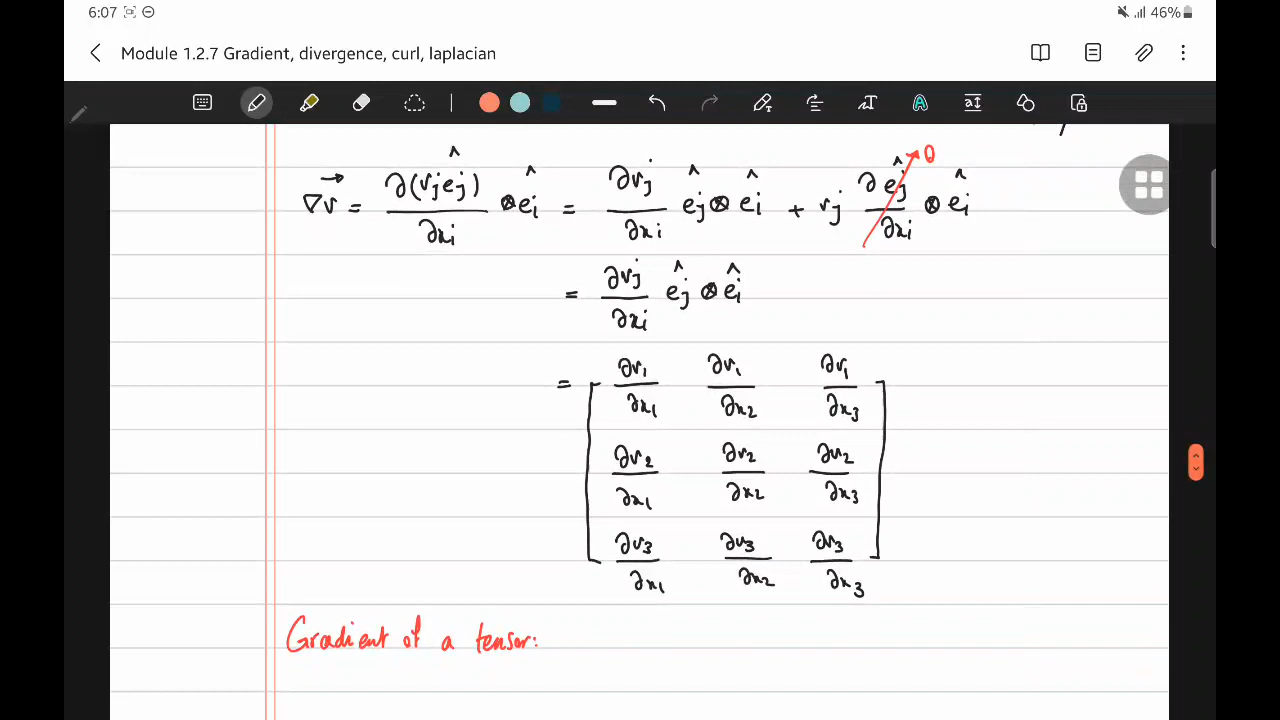 6:07 46%
Module 1.2.7 Gradient, divergence, curl, laplacian
∇v⃗ = ∂(vⱼêⱼ)/∂xᵢ ⊗ êᵢ = ∂vⱼ/∂xᵢ êⱼ ⊗ êᵢ + vⱼ ∂êⱼ/∂xᵢ ⊗ êᵢ 0
= ∂vⱼ/∂xᵢ êⱼ ⊗ êᵢ
= [ ∂v₁/∂x₁ ∂v₁/∂x₂ ∂v₁/∂x₃
∂v₂/∂x₁ ∂v₂/∂x₂ ∂v₂/∂x₃
∂v₃/∂x₁ ∂v₃/∂x₂ ∂v₃/∂x₃ ]
Gradient of a tensor: